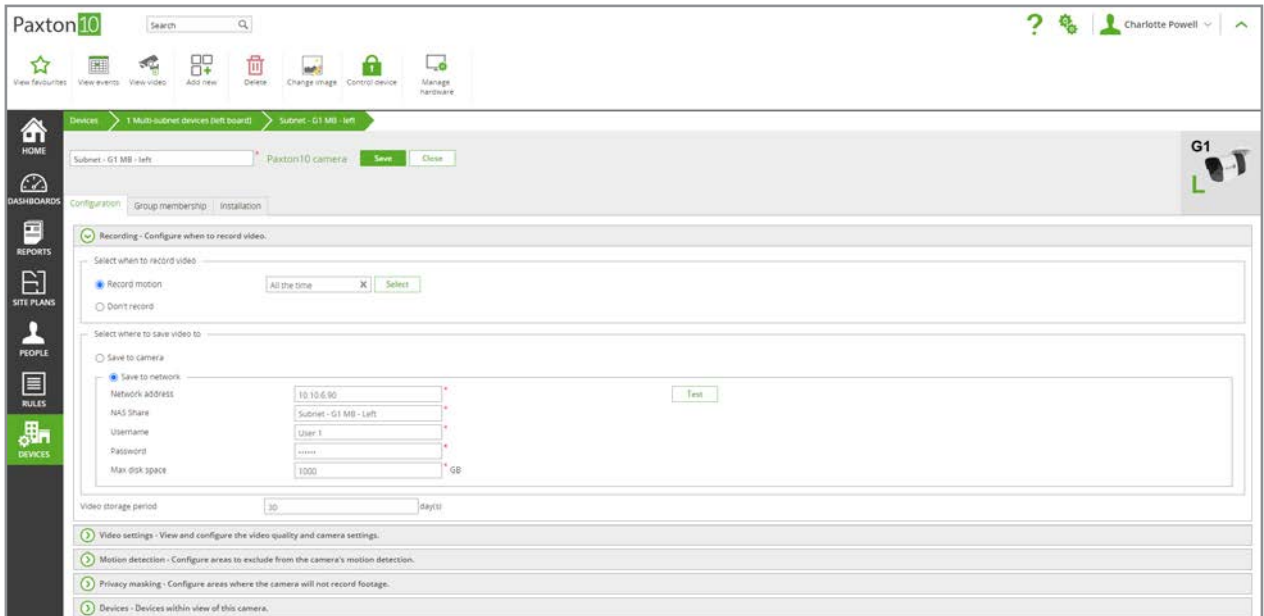 Paxton10
Search
Charlotte Powell
View favourites
View events
View video
Add new
Delete
Change image
Control device
Manage hardware
HOME
DASHBOARDS
REPORTS
SITE PLANS
PEOPLE
RULES
DEVICES
Devices
1 Multi-subnet devices (left board)
Subnet - G1 MB - left
Subnet - G1 MB - left
*
Paxton10 camera
Save
Close
G1
L
Configuration
Group membership
Installation
Recording - Configure when to record video.
Select when to record video
Record motion
All the time
Select
Don't record
Select where to save video to
Save to camera
Save to network
Network address
10.10.6.90
*
Test
NAS Share
Subnet - G1 MB - Left
*
Username
User 1
*
Password
••••••
*
Max disk space
1000
* GB
Video storage period
30
day(s)
Video settings - View and configure the video quality and camera settings.
Motion detection - Configure areas to exclude from the camera's motion detection.
Privacy masking - Configure areas where the camera will not record footage.
Devices - Devices within view of this camera.